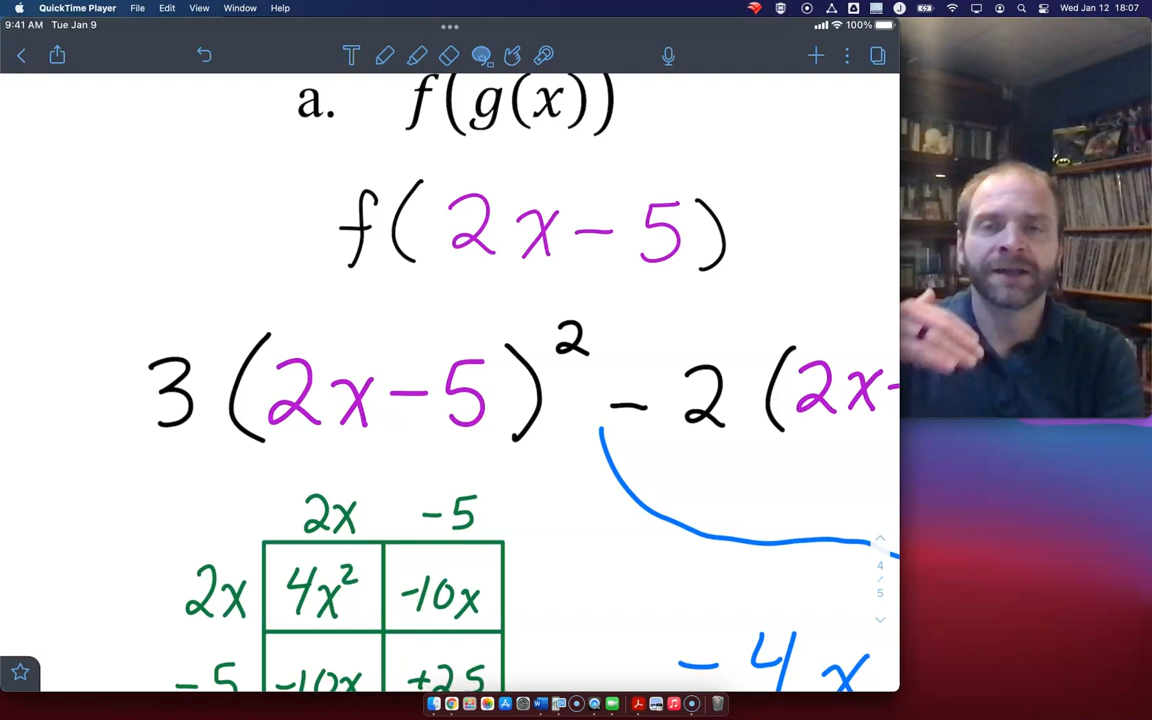 QuickTime Player File Edit View Window Help 100% Wed Jan 12 18:07
9:41 AM Tue Jan 9 100%
a. f(g(x))
f(2x-5)
3(2x-5)² - 2(2x-
2x -5
2x 4x² -10x
-5 -10x +25
-4x
4
/
5